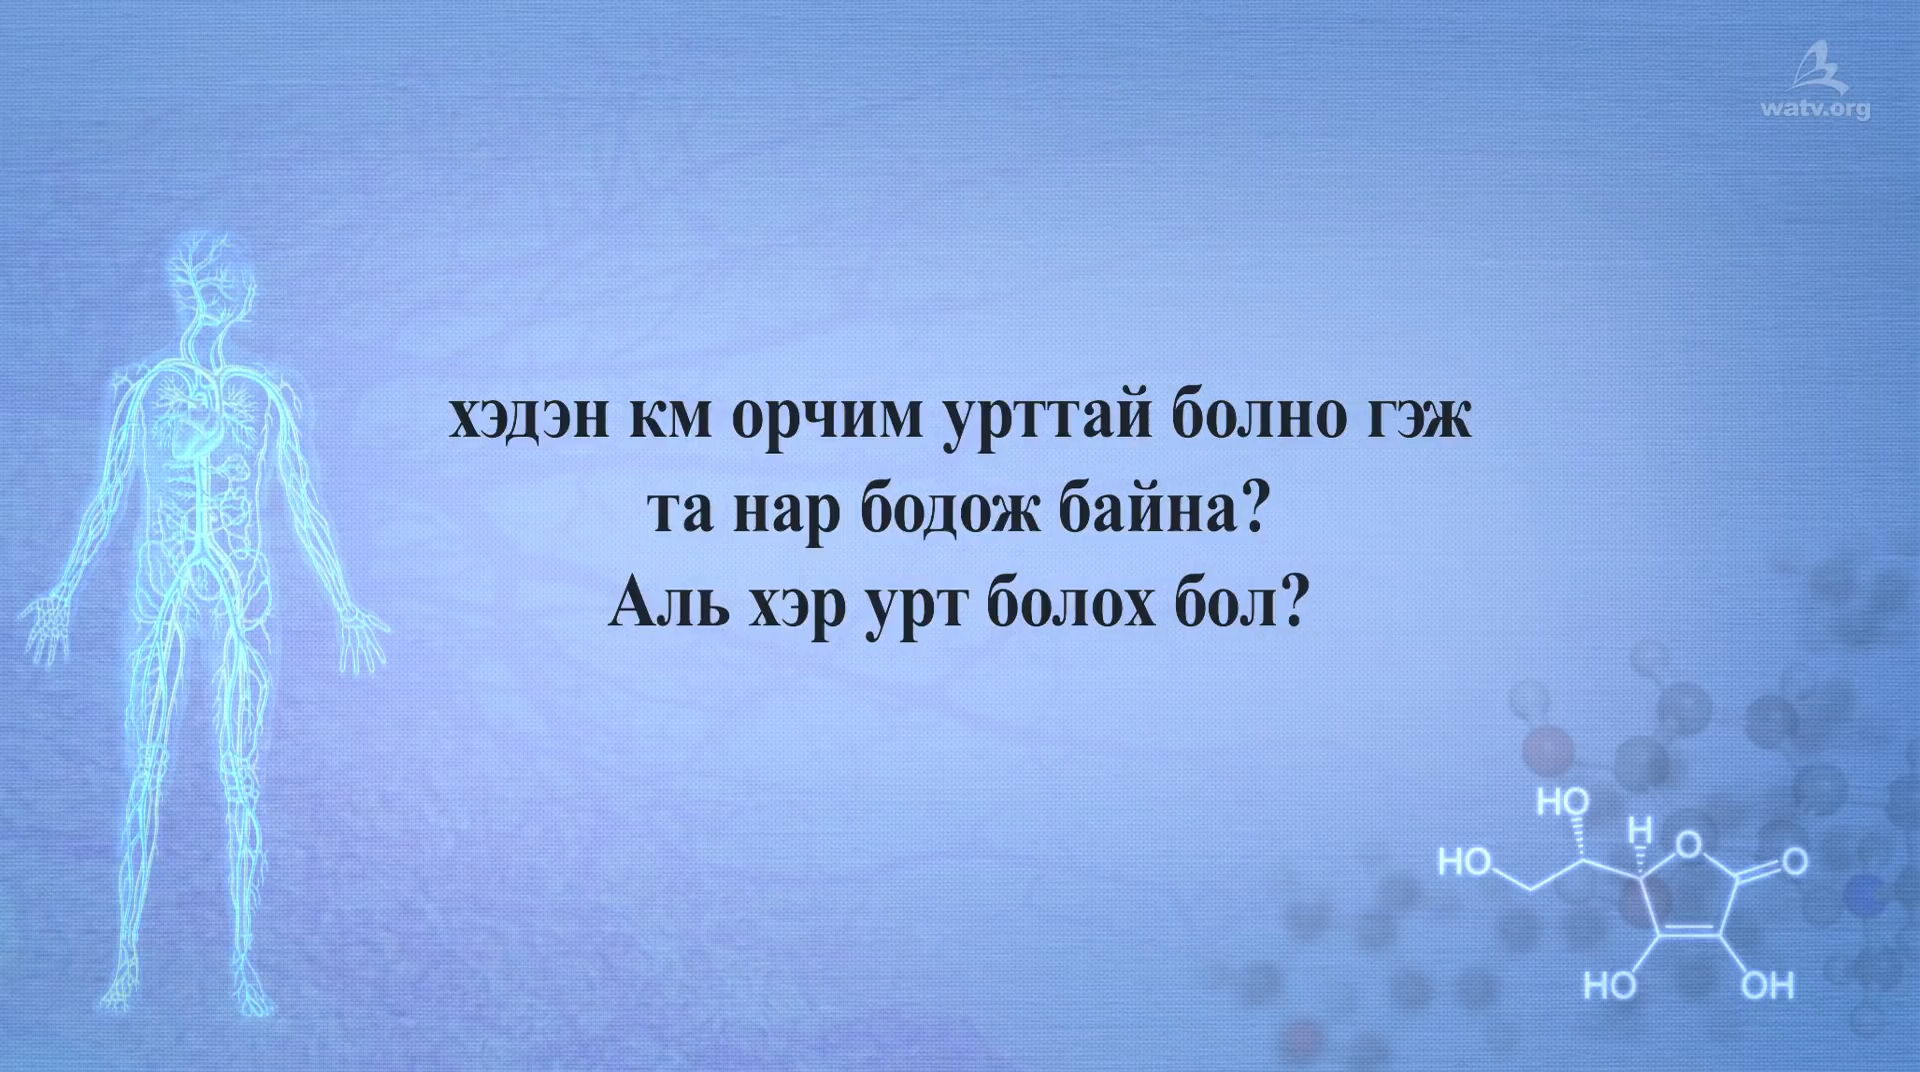 watv.org
хэдэн км орчим урттай болно гэж
та нар бодож байна?
Аль хэр урт болох бол?
HO
H
HO
O
O
HO
OH